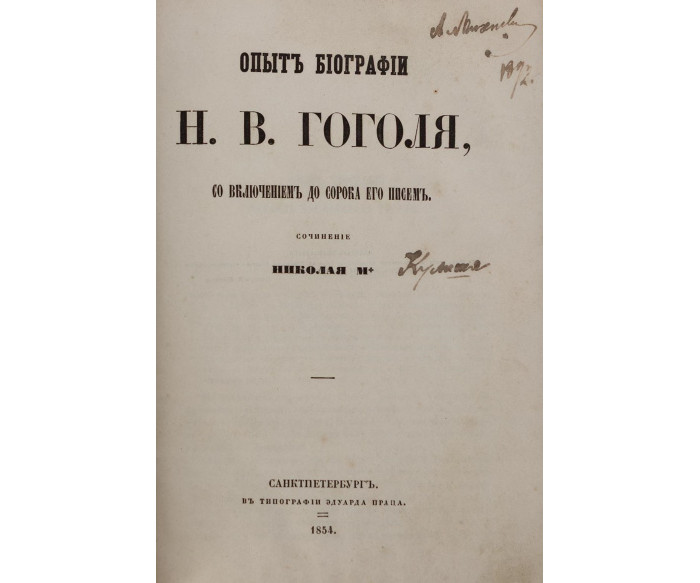 ОПЫТЪ БІОГРАФІИ
Н. В. ГОГОЛЯ,
СО ВКЛЮЧЕНІЕМЪ ДО СОРОКА ЕГО ПИСЕМЪ.
СОЧИНЕНІЕ
НИКОЛАЯ М* Кулиша
САНКТПЕТЕРБУРГЪ.
ВЪ ТИПОГРАФІИ ЭДУАРДА ПРАЦА.
1854.